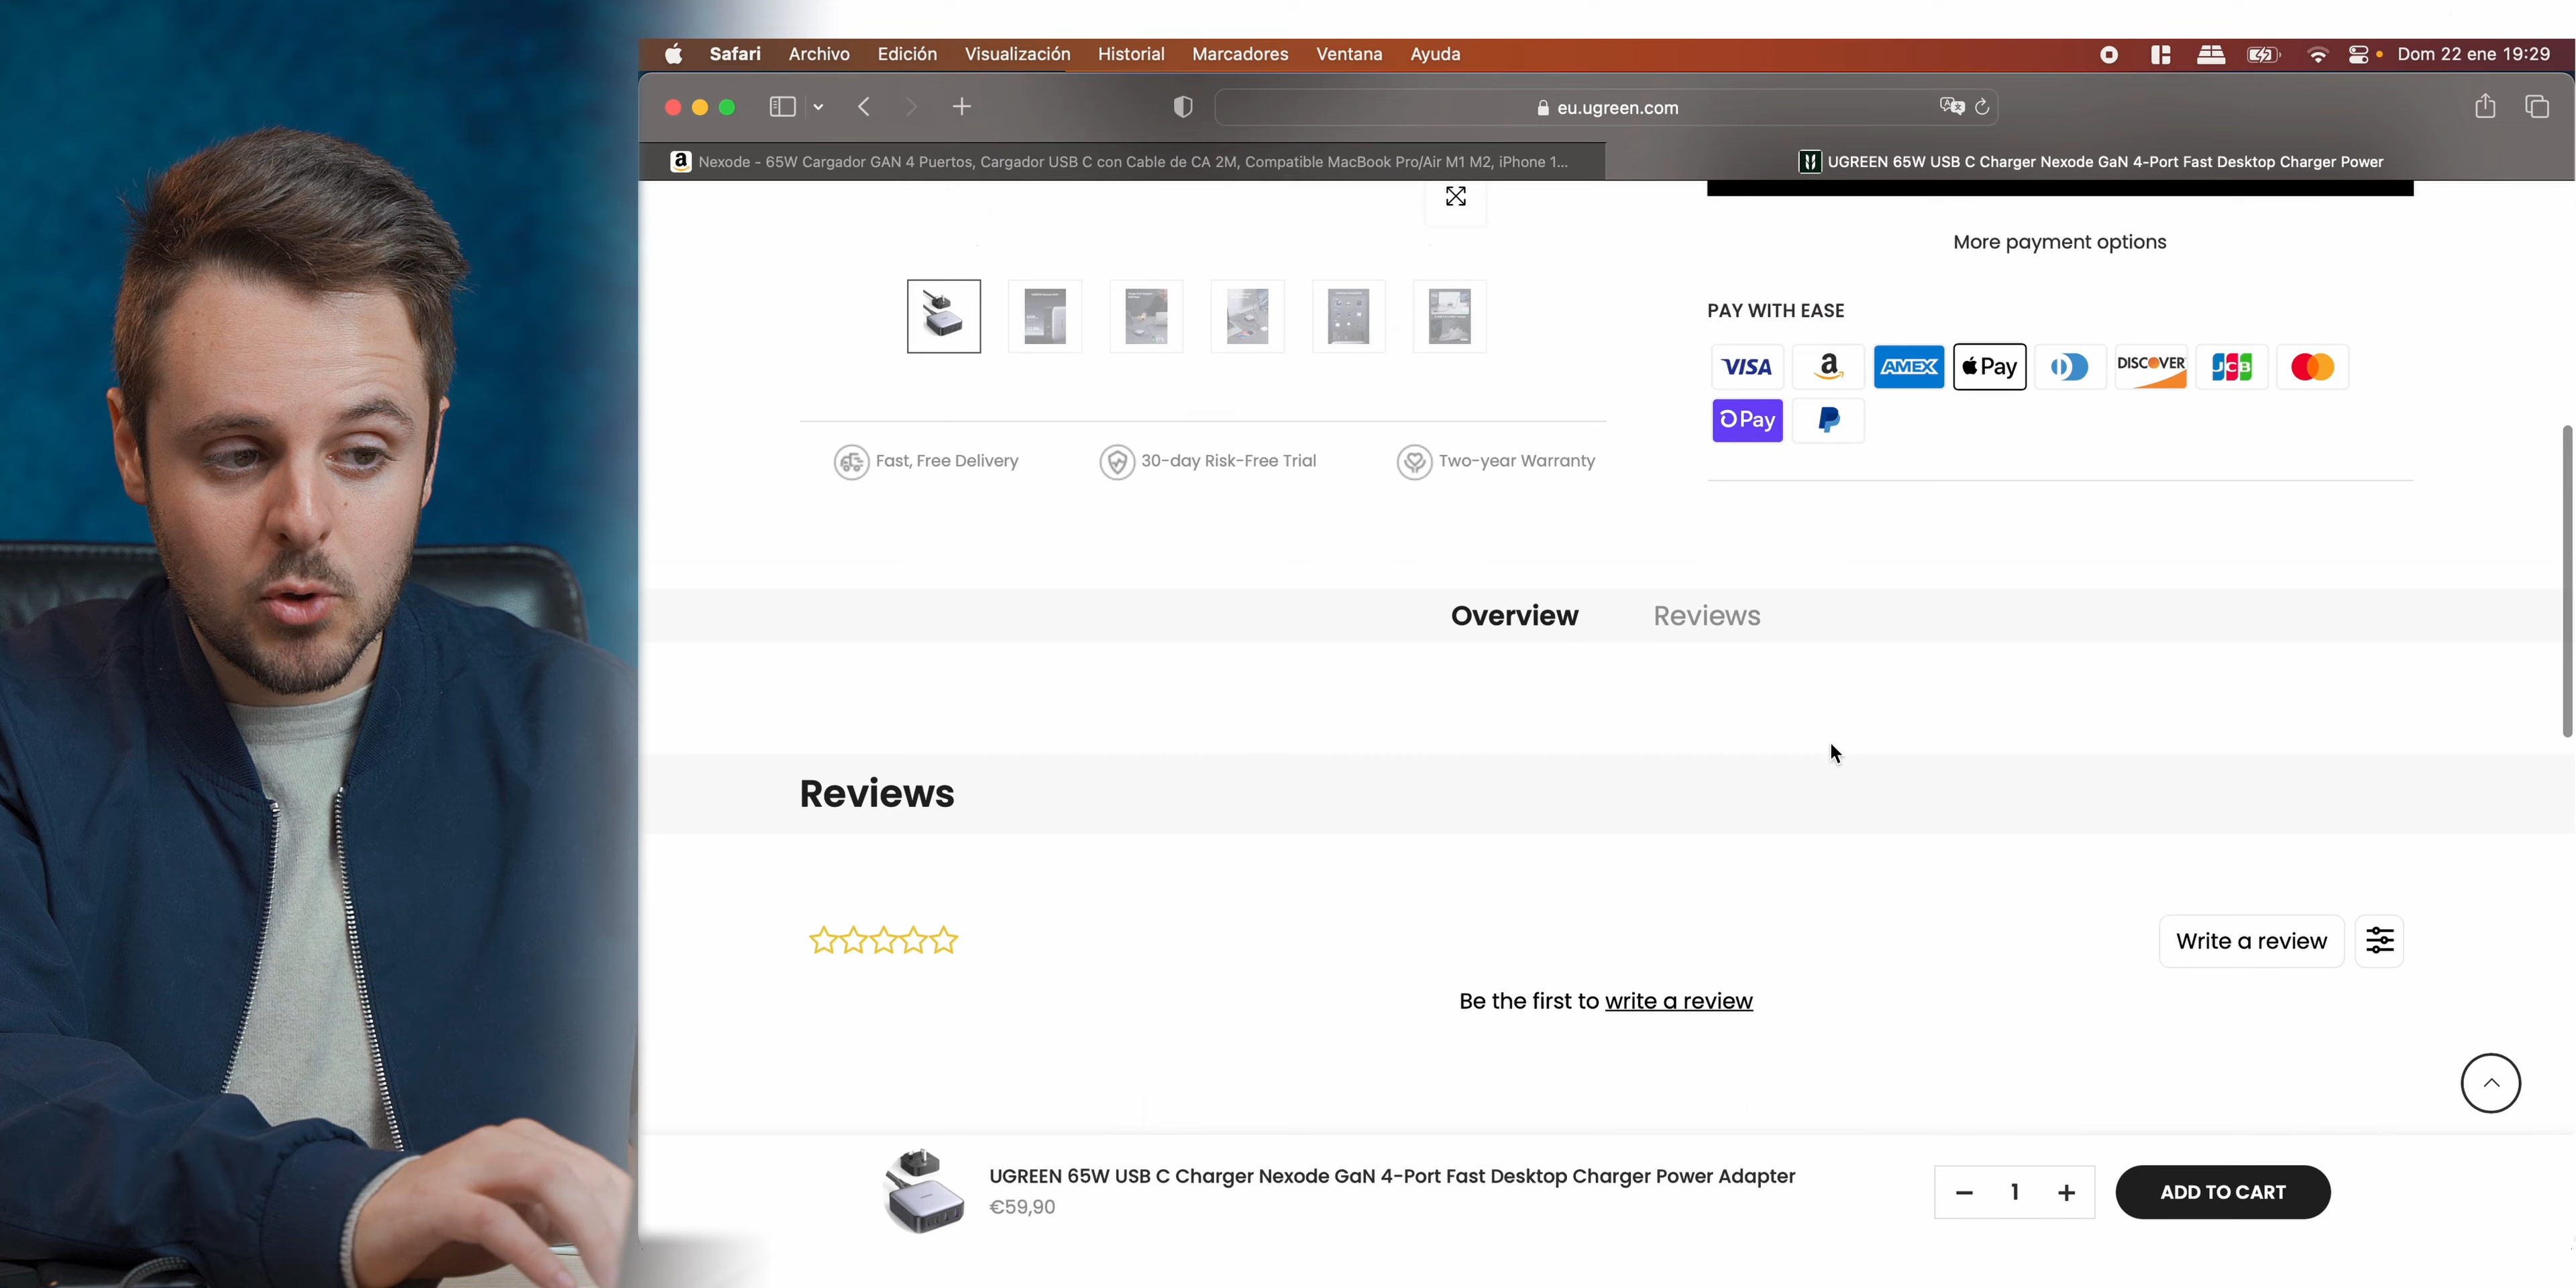 Safari Archivo Edición Visualización Historial Marcadores Ventana Ayuda Dom 22 ene 19:29
eu.ugreen.com
Nexode - 65W Cargador GAN 4 Puertos, Cargador USB C con Cable de CA 2M, Compatible MacBook Pro/Air M1 M2, iPhone 1...
UGREEN 65W USB C Charger Nexode GaN 4-Port Fast Desktop Charger Power
More payment options
PAY WITH EASE
VISA a AMEX Pay DISCOVER JCB
Pay
Fast, Free Delivery 30-day Risk-Free Trial Two-year Warranty
Overview Reviews
Reviews
Write a review
Be the first to write a review
UGREEN 65W USB C Charger Nexode GaN 4-Port Fast Desktop Charger Power Adapter
€59,90
− 1 + ADD TO CART